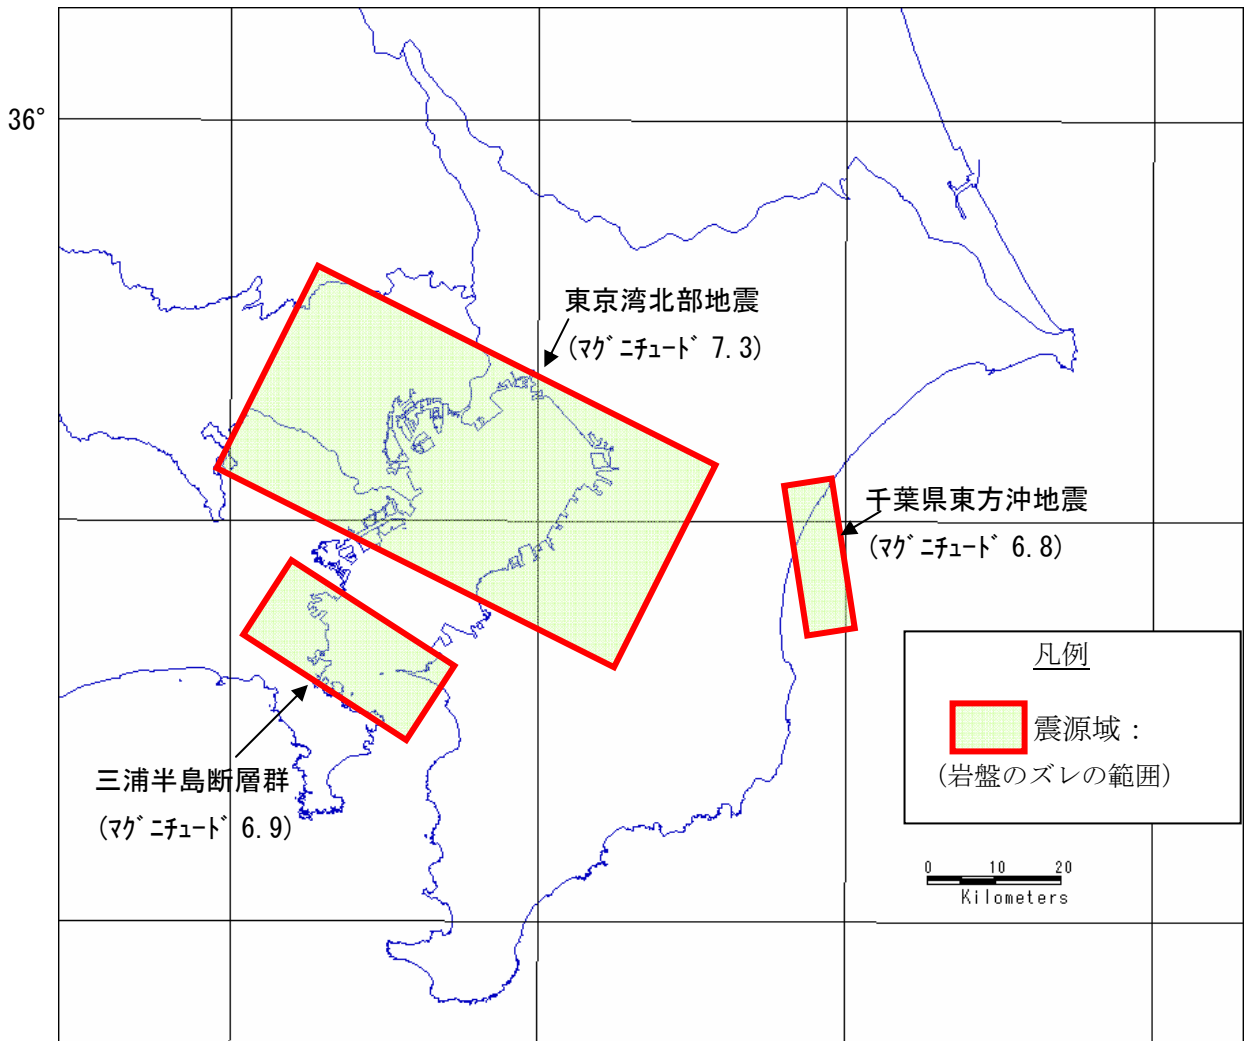 36°
東京湾北部地震
(ﾏｸﾞﾆﾁｭｰﾄﾞ 7.3)
千葉県東方沖地震
(ﾏｸﾞﾆﾁｭｰﾄﾞ 6.8)
凡例
震源域：
(岩盤のズレの範囲)
三浦半島断層群
(ﾏｸﾞﾆﾁｭｰﾄﾞ 6.9)
0 10 20
Kilometers